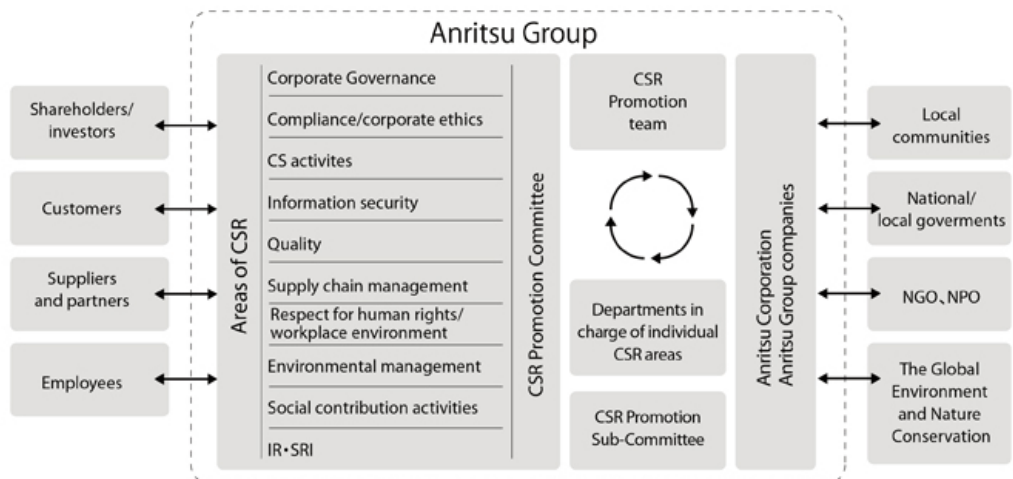 Anritsu Group
Shareholders/
investors
Customers
Suppliers
and partners
Employees
Areas of CSR
Corporate Governance
Compliance/corporate ethics
CS activites
Information security
Quality
Supply chain management
Respect for human rights/
workplace environment
Environmental management
Social contribution activities
IR・SRI
CSR Promotion Committee
CSR
Promotion
team
Departments in
charge of individual
CSR areas
CSR Promotion
Sub-Committee
Anritsu Corporation
Anritsu Group companies
Local
communities
National/
local goverments
NGO、NPO
The Global
Environment
and Nature
Conservation